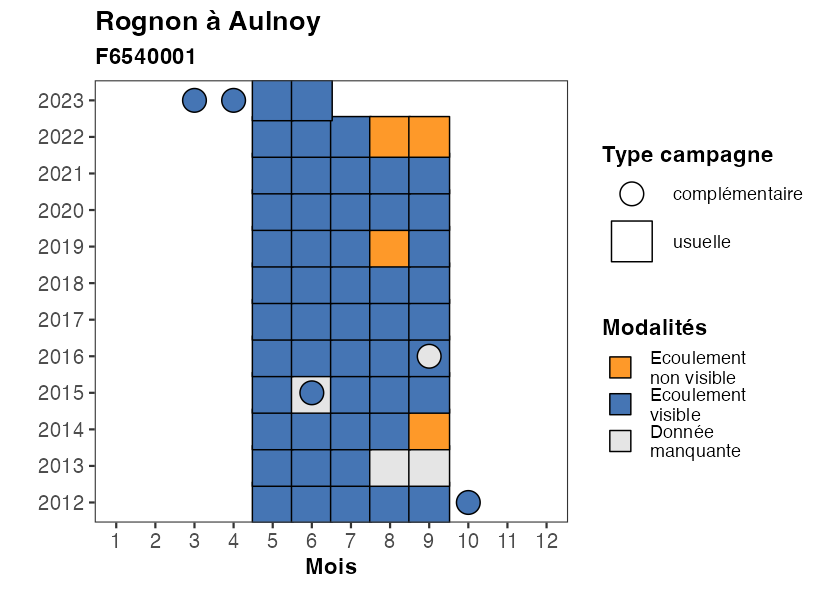 Rognon à Aulnoy
F6540001
2023
2022
2021
2020
2019
2018
2017
2016
2015
2014
2013
2012
1 2 3 4 5 6 7 8 9 10 11 12
Mois
Type campagne
complémentaire
usuelle
Modalités
Ecoulement
non visible
Ecoulement
visible
Donnée
manquante